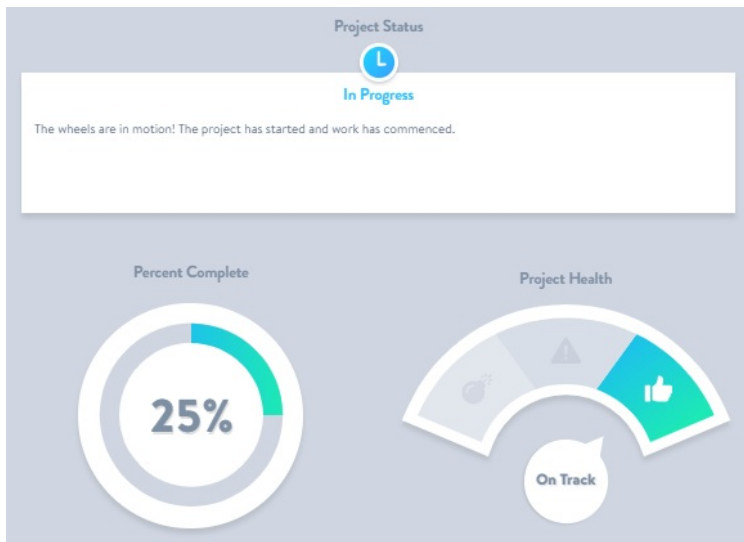 Project Status
In Progress
The wheels are in motion! The project has started and work has commenced.
Percent Complete
25%
Project Health
On Track